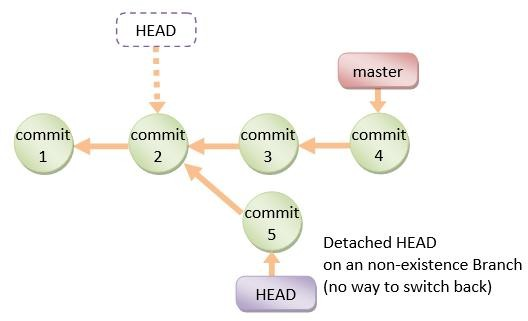 HEAD
master
commit
1
commit
2
commit
3
commit
4
commit
5
Detached HEAD
on an non-existence Branch
(no way to switch back)
HEAD